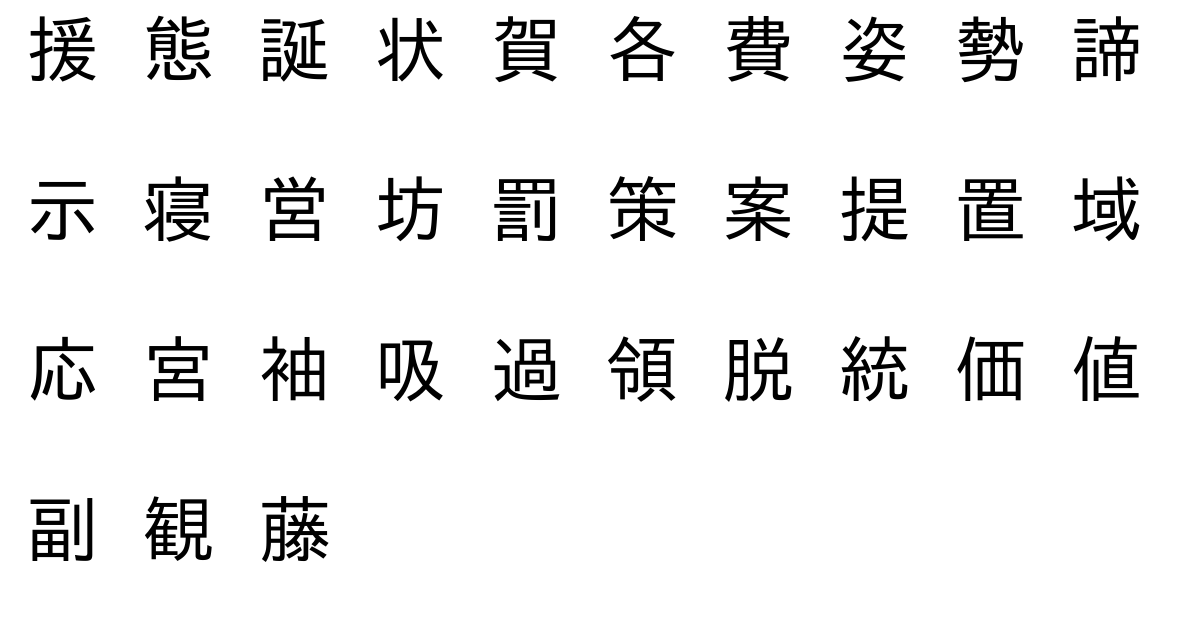 援 態 誕 状 賀 各 費 姿 勢 諦
示 寝 営 坊 罰 策 案 提 置 域
応 宮 袖 吸 過 領 脱 統 価 値
副 観 藤